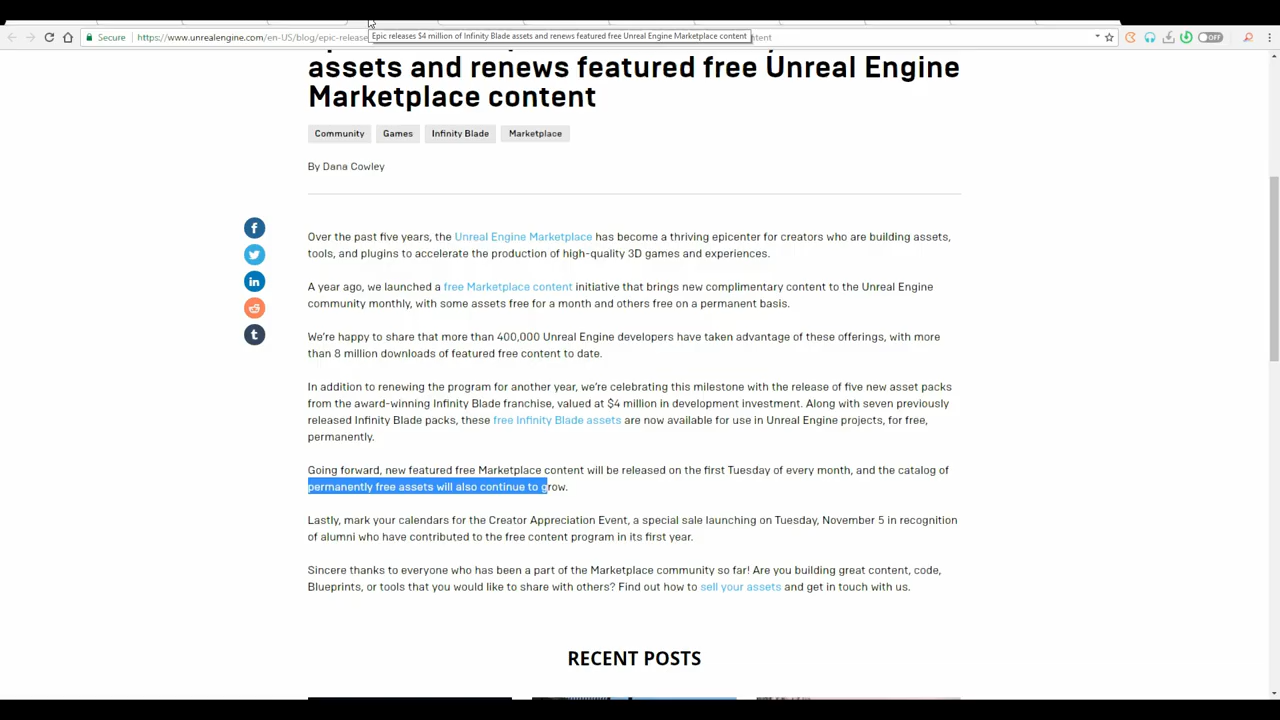 Secure
https://www.unrealengine.com/en-US/blog/epic-release
Epic releases $4 million of Infinity Blade assets and renews featured free Unreal Engine Marketplace content
tent
OFF
assets and renews featured free Unreal Engine
Marketplace content
Community Games Infinity Blade Marketplace
By Dana Cowley
Over the past five years, the Unreal Engine Marketplace has become a thriving epicenter for creators who are building assets,
tools, and plugins to accelerate the production of high-quality 3D games and experiences.
A year ago, we launched a free Marketplace content initiative that brings new complimentary content to the Unreal Engine
community monthly, with some assets free for a month and others free on a permanent basis.
We're happy to share that more than 400,000 Unreal Engine developers have taken advantage of these offerings, with more
than 8 million downloads of featured free content to date.
In addition to renewing the program for another year, we're celebrating this milestone with the release of five new asset packs
from the award-winning Infinity Blade franchise, valued at $4 million in development investment. Along with seven previously
released Infinity Blade packs, these free Infinity Blade assets are now available for use in Unreal Engine projects, for free,
permanently.
Going forward, new featured free Marketplace content will be released on the first Tuesday of every month, and the catalog of
permanently free assets will also continue to grow.
Lastly, mark your calendars for the Creator Appreciation Event, a special sale launching on Tuesday, November 5 in recognition
of alumni who have contributed to the free content program in its first year.
Sincere thanks to everyone who has been a part of the Marketplace community so far! Are you building great content, code,
Blueprints, or tools that you would like to share with others? Find out how to sell your assets and get in touch with us.
RECENT POSTS